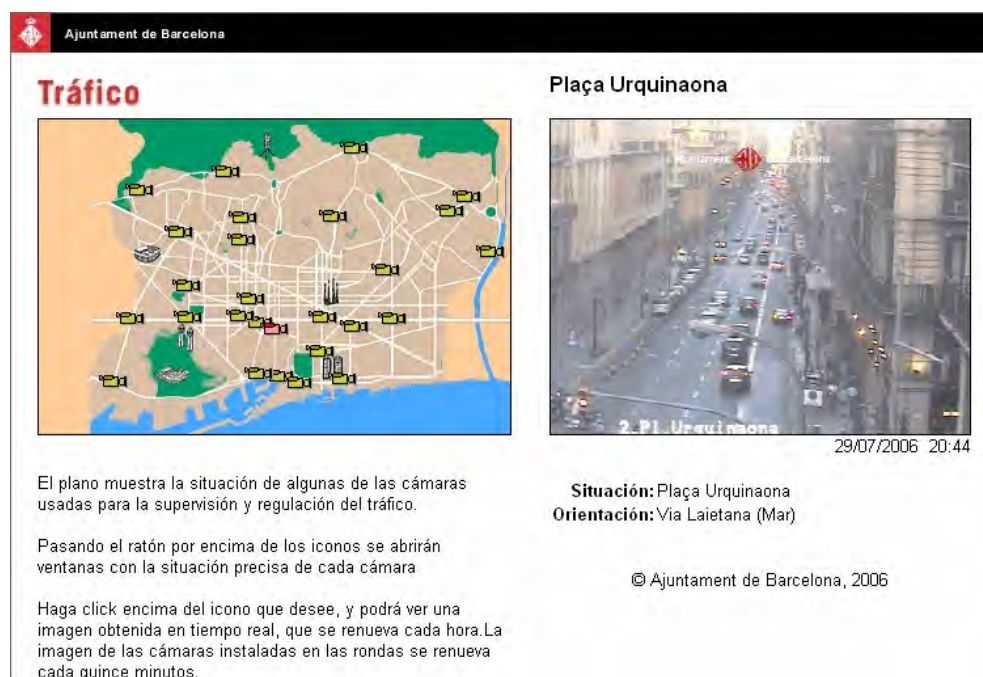 Ajuntament de Barcelona
Tráfico
El plano muestra la situación de algunas de las cámaras
usadas para la supervisión y regulación del tráfico.
Pasando el ratón por encima de los iconos se abrirán
ventanas con la situación precisa de cada cámara
Haga click encima del icono que desee, y podrá ver una
imagen obtenida en tiempo real, que se renueva cada hora.La
imagen de las cámaras instaladas en las rondas se renueva
cada quince minutos.
Plaça Urquinaona
Ajuntament de Barcelona
2.Pl.Urquinaona
29/07/2006 20:44
Situación: Plaça Urquinaona
Orientación: Via Laietana (Mar)
© Ajuntament de Barcelona, 2006